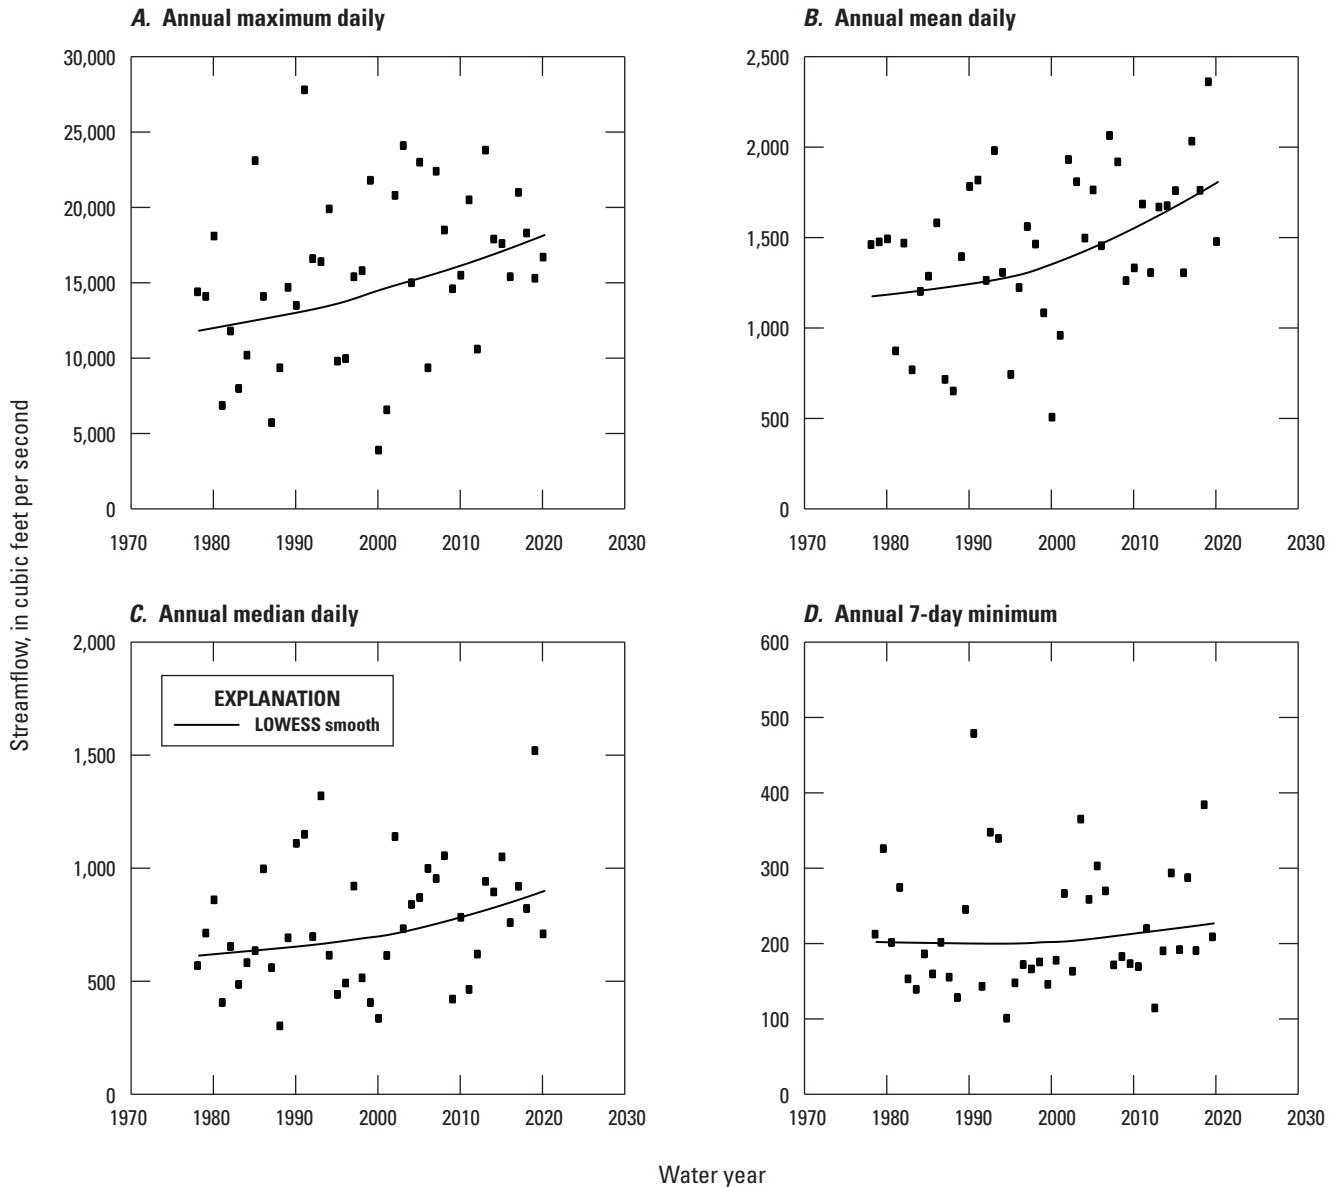 A. Annual maximum daily
30,000
25,000
20,000
15,000
10,000
5,000
0
1970 1980 1990 2000 2010 2020 2030
B. Annual mean daily
2,500
2,000
1,500
1,000
500
0
1970 1980 1990 2000 2010 2020 2030
Streamflow, in cubic feet per second
C. Annual median daily
2,000
1,500
1,000
500
0
EXPLANATION
LOWESS smooth
1970 1980 1990 2000 2010 2020 2030
D. Annual 7-day minimum
600
500
400
300
200
100
0
1970 1980 1990 2000 2010 2020 2030
Water year